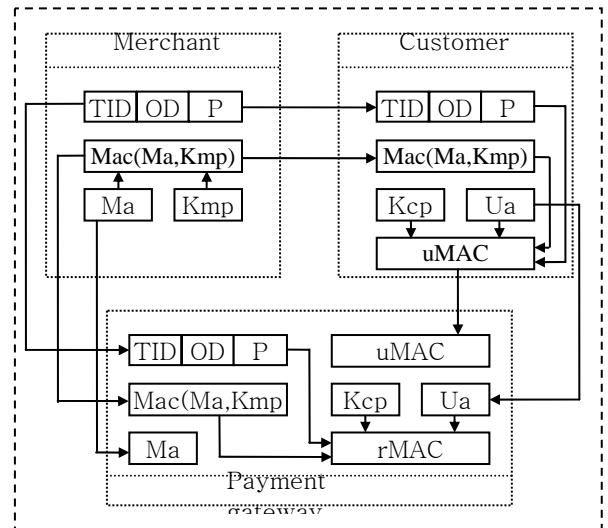 Merchant
Customer
TID OD P
TID OD P
Mac(Ma,Kmp)
Mac(Ma,Kmp)
Ma
Kmp
Kcp
Ua
uMAC
TID OD P
uMAC
Mac(Ma,Kmp
Kcp
Ua
Ma
rMAC
Payment
gateway